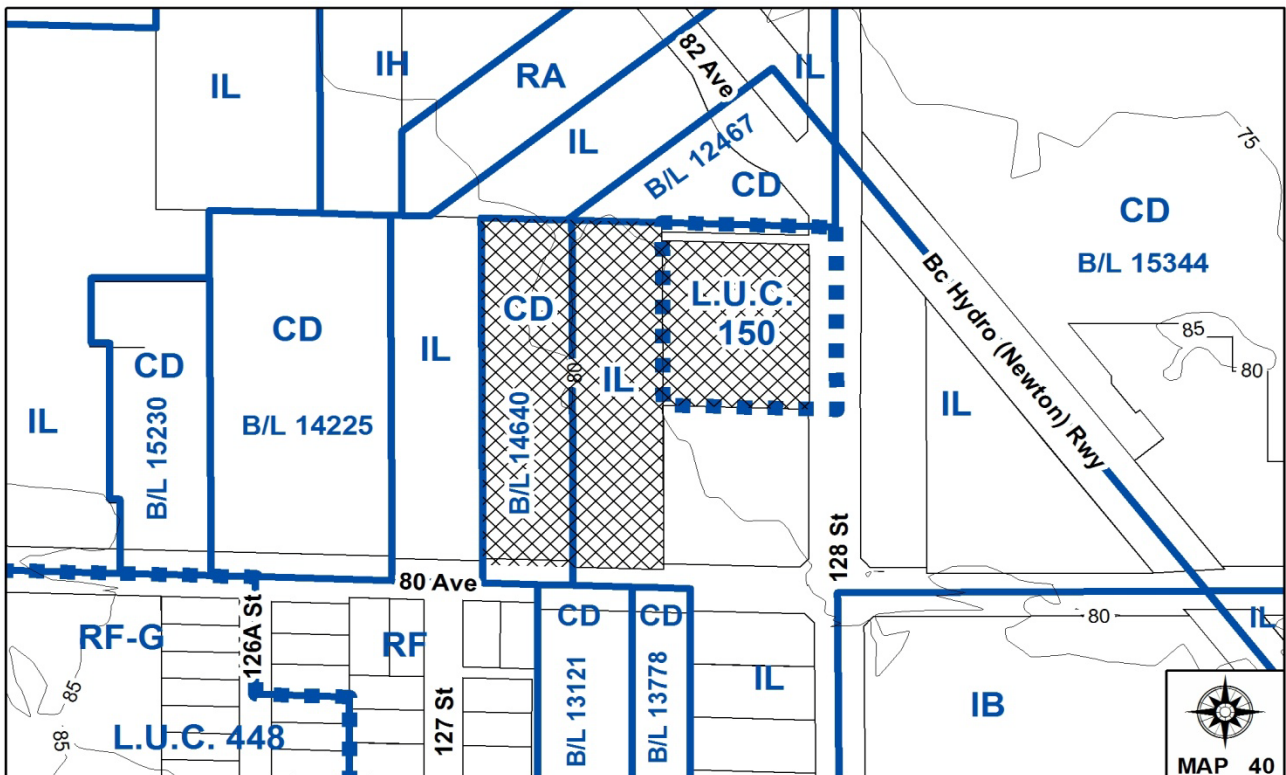 IL
IH
RA
82 Ave
IL
IL
B/L 12467
CD
75
CD
B/L 15344
Bc Hydro (Newton) Rwy
L.U.C.
150
CD
CD
IL
80
IL
85
80
CD
IL
B/L 15230
B/L 14225
B/L 14640
IL
128 St
80 Ave
126A St
RF-G
RF
CD
CD
80
IL
85
127 St
B/L 13121
B/L 13778
IL
IB
L.U.C. 448
85
MAP 40